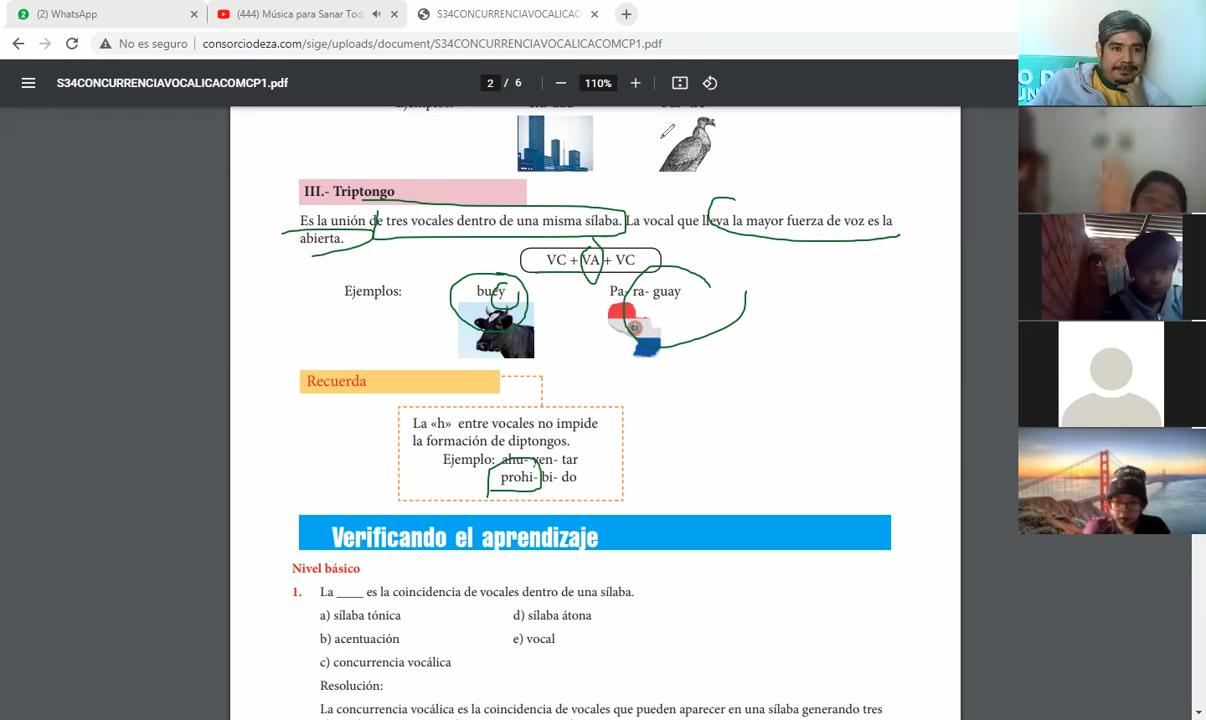 (2) WhatsApp
(444) Música para Sanar Tod
S34CONCURRENCIAVOCALICAC
No es seguro
consorciodeza.com/sige/uploads/document/S34CONCURRENCIAVOCALICACOMCP1.pdf
S34CONCURRENCIAVOCALICACOMCP1.pdf
2 / 6
110%
III.- Triptongo
Es la unión de tres vocales dentro de una misma sílaba. La vocal que lleva la mayor fuerza de voz es la
abierta.
VC + VA + VC
Ejemplos: buey Pa- ra- guay
Recuerda
La «h» entre vocales no impide
la formación de diptongos.
Ejemplo: ahu- yen- tar
prohi- bi- do
Verificando el aprendizaje
Nivel básico
1. La ____ es la coincidencia de vocales dentro de una sílaba.
a) sílaba tónica d) sílaba átona
b) acentuación e) vocal
c) concurrencia vocálica
Resolución:
La concurrencia vocálica es la coincidencia de vocales que pueden aparecer en una sílaba generando tres